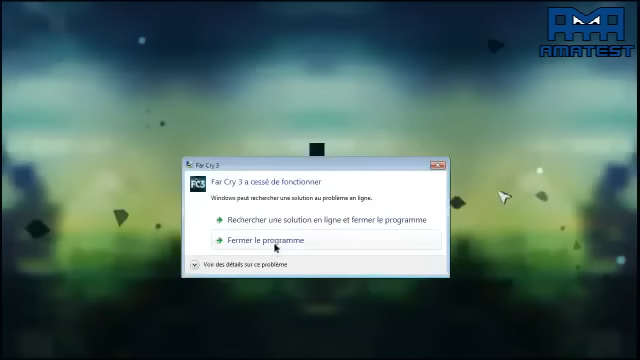 AMATEST
Far Cry 3
FC3
Far Cry 3 a cessé de fonctionner
Windows peut rechercher une solution au problème en ligne.
Rechercher une solution en ligne et fermer le programme
Fermer le programme
Voir des détails sur ce problème